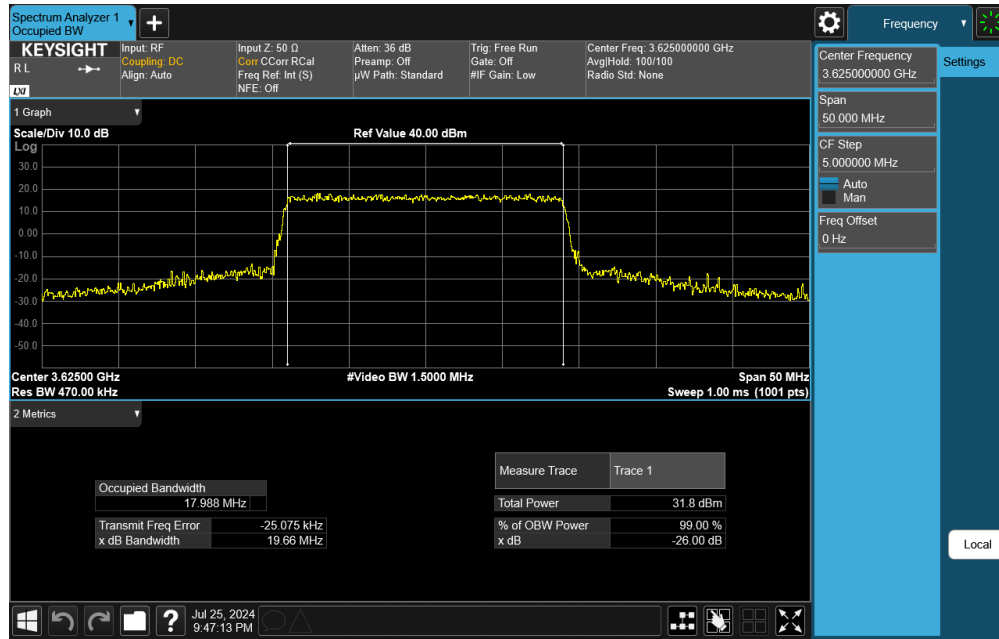 Spectrum Analyzer 1
Occupied BW
Frequency
KEYSIGHT
R L
LXI
Input: RF
Coupling: DC
Align: Auto
Input Z: 50 Ω
Corr CCorr RCal
Freq Ref: Int (S)
NFE: Off
Atten: 36 dB
Preamp: Off
µW Path: Standard
Trig: Free Run
Gate: Off
#IF Gain: Low
Center Freq: 3.625000000 GHz
Avg|Hold: 100/100
Radio Std: None
Center Frequency
3.625000000 GHz
Settings
Span
50.000 MHz
CF Step
5.000000 MHz
Auto
Man
Freq Offset
0 Hz
Local
1 Graph
Scale/Div 10.0 dB
Ref Value 40.00 dBm
Log
30.0
20.0
10.0
0.00
-10.0
-20.0
-30.0
-40.0
-50.0
Center 3.62500 GHz
#Video BW 1.5000 MHz
Span 50 MHz
Res BW 470.00 kHz
Sweep 1.00 ms (1001 pts)
2 Metrics
Measure Trace
Trace 1
Occupied Bandwidth
17.988 MHz
Total Power
31.8 dBm
Transmit Freq Error
-25.075 kHz
% of OBW Power
99.00 %
x dB Bandwidth
19.66 MHz
x dB
-26.00 dB
?
Jul 25, 2024
9:47:13 PM